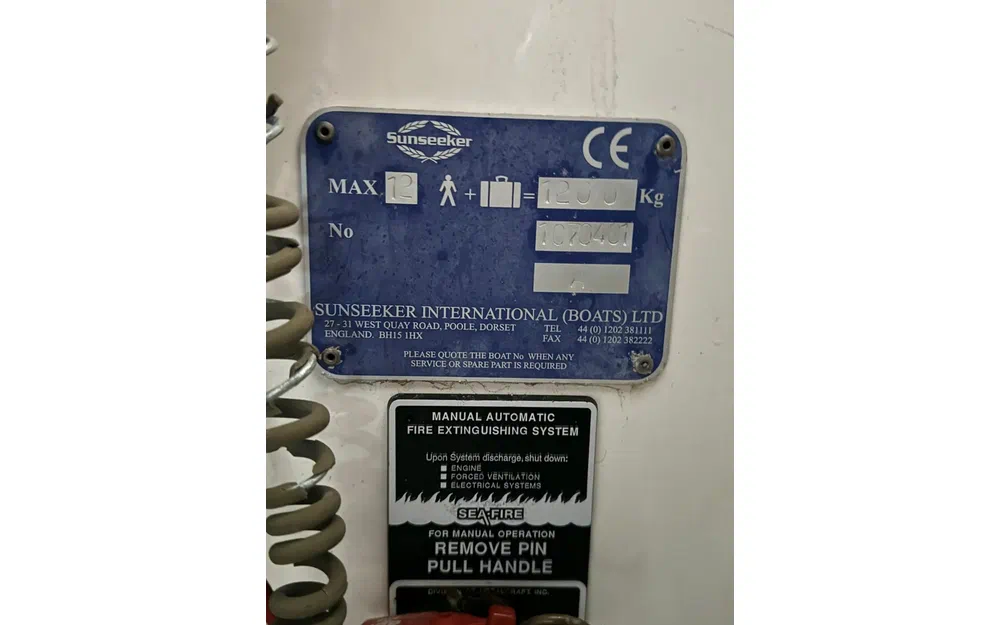 Sunseeker
CE
MAX 12 + = 1200 Kg
No 1070401
A
SUNSEEKER INTERNATIONAL (BOATS) LTD
27 - 31 WEST QUAY ROAD, POOLE, DORSET TEL 44 (0) 1202 381111
ENGLAND. BH15 1HX FAX 44 (0) 1202 382222
PLEASE QUOTE THE BOAT No WHEN ANY
SERVICE OR SPARE PART IS REQUIRED
MANUAL AUTOMATIC
FIRE EXTINGUISHING SYSTEM
Upon System discharge, shut down:
ENGINE
FORCED VENTILATION
ELECTRICAL SYSTEMS
SEA-FIRE
FOR MANUAL OPERATION
REMOVE PIN
PULL HANDLE
INC.